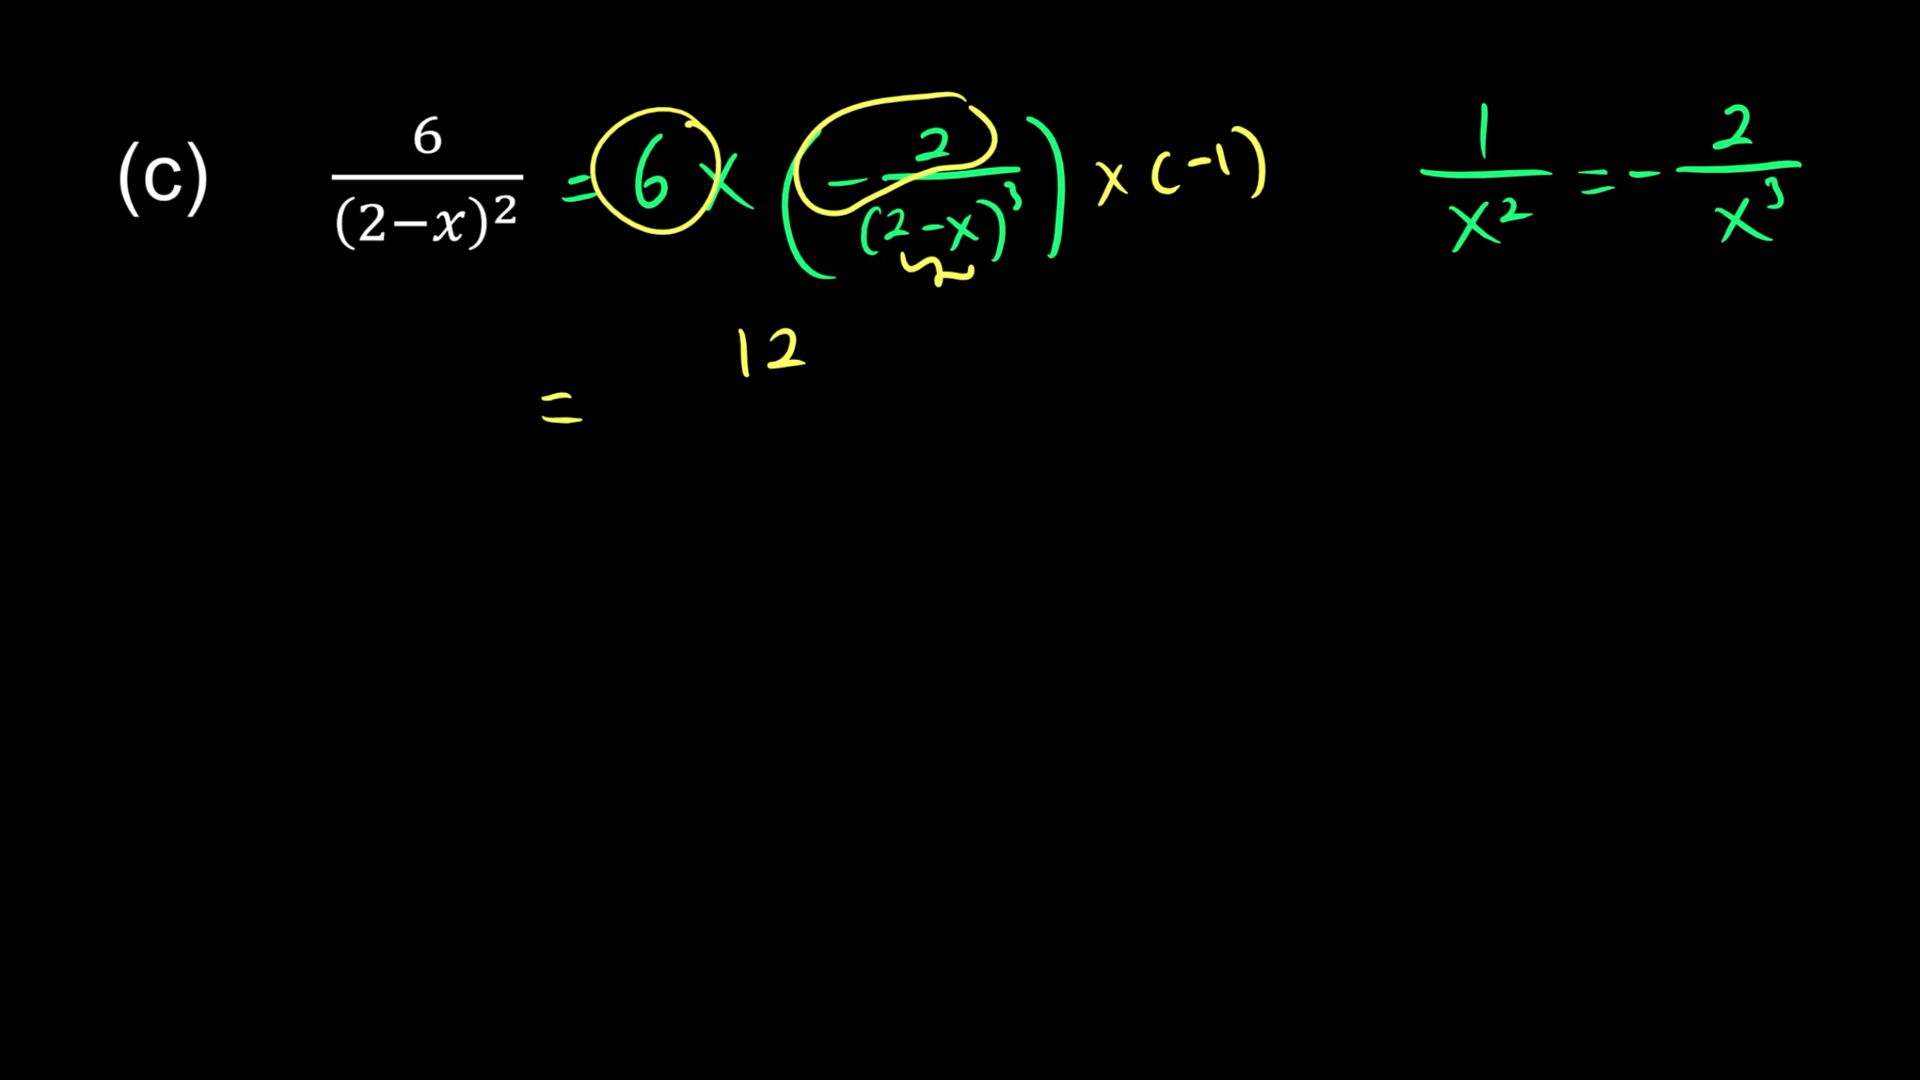 (c) 6/(2−x)² = 6 × (− 2/(2−x)³) × (−1)   1/x² = − 2/x³
= 12